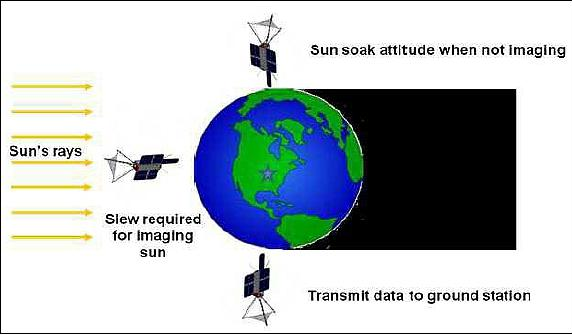 Sun soak attitude when not imaging
Sun's rays
Slew required
for imaging
sun
Transmit data to ground station